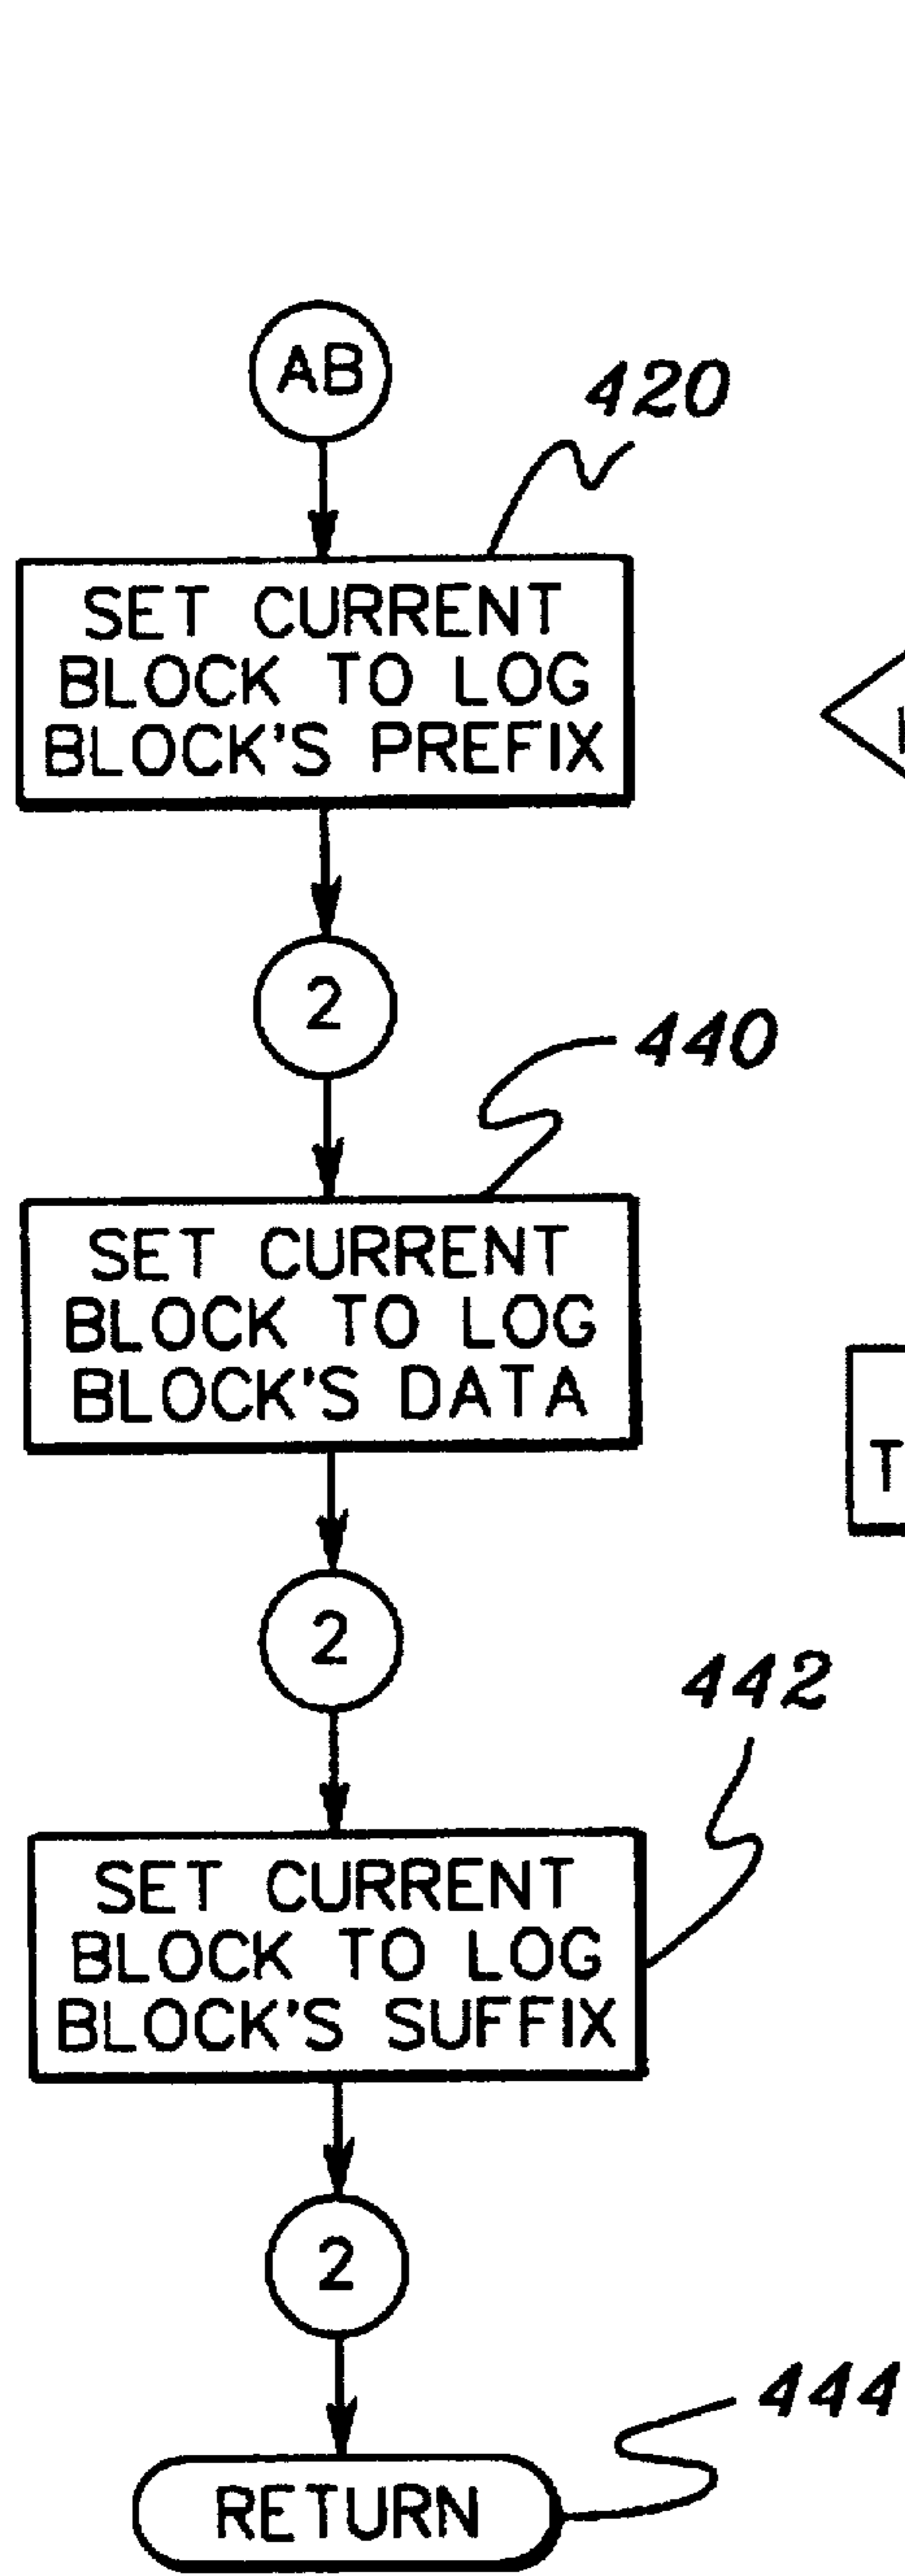 AB
420
SET CURRENT
BLOCK TO LOG
BLOCK'S PREFIX
2
440
SET CURRENT
BLOCK TO LOG
BLOCK'S DATA
T
2
442
SET CURRENT
BLOCK TO LOG
BLOCK'S SUFFIX
2
444
RETURN